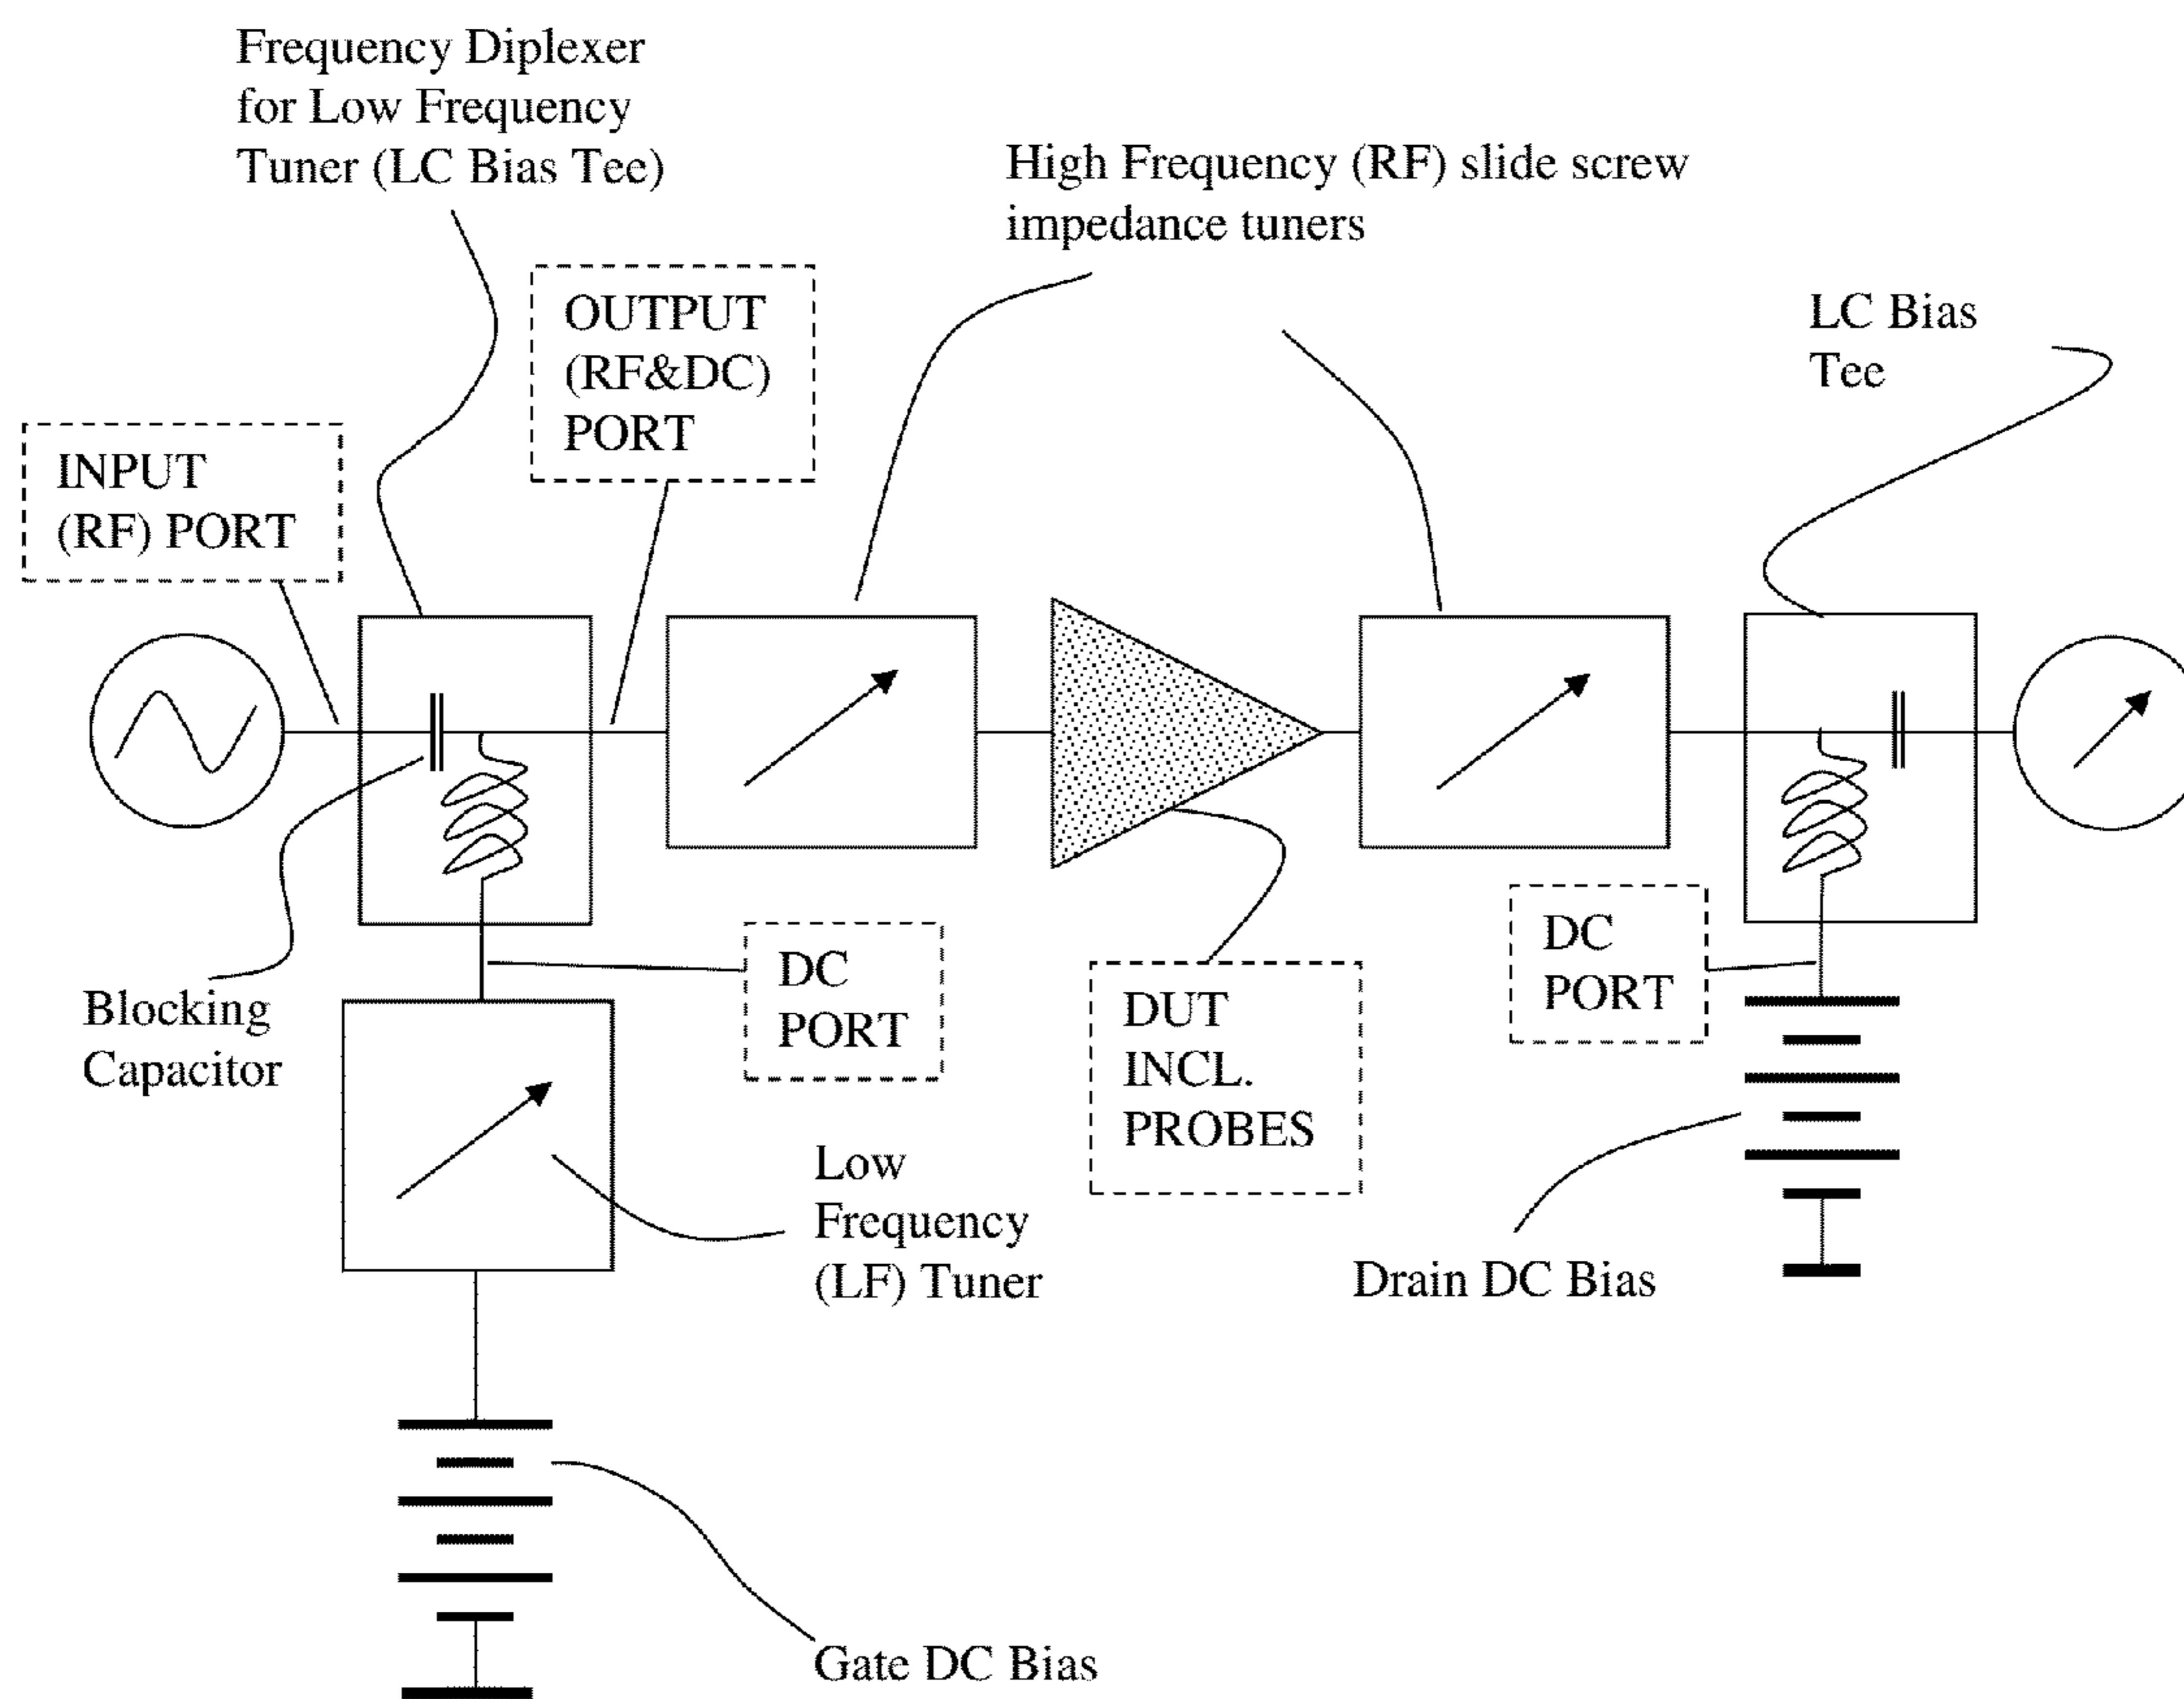 Frequency Diplexer
for Low Frequency
Tuner (LC Bias Tee)
High Frequency (RF) slide screw
impedance tuners
OUTPUT
(RF&DC)
PORT
LC Bias
Tee
INPUT
(RF) PORT
Blocking
Capacitor
DC
PORT
DUT
INCL.
PROBES
DC
PORT
Low
Frequency
(LF) Tuner
Drain DC Bias
Gate DC Bias